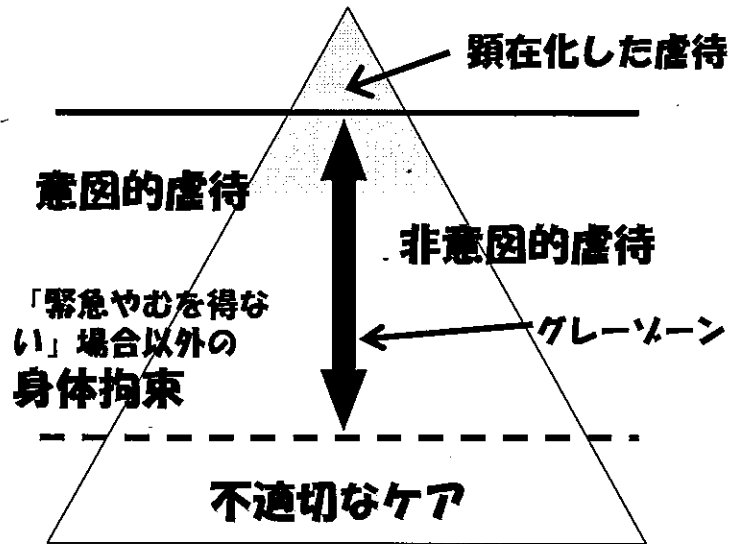 顕在化した虐待
意図的虐待
非意図的虐待
「緊急やむを得な
い」場合以外の
身体拘束
グレーゾーン
不適切なケア